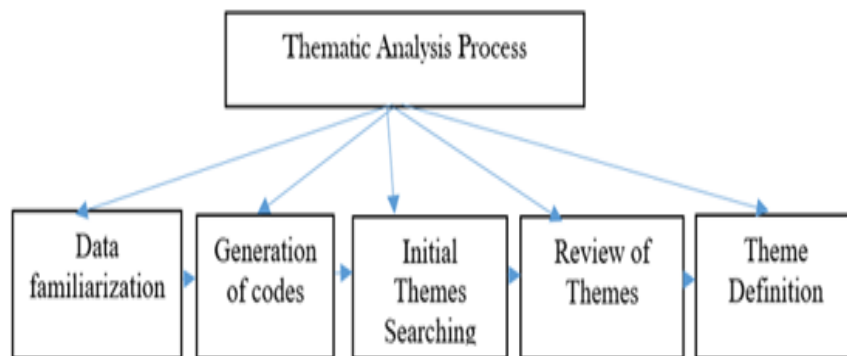 Thematic Analysis Process
Data
familiarization
Generation
of codes
Initial
Themes
Searching
Review of
Themes
Theme
Definition